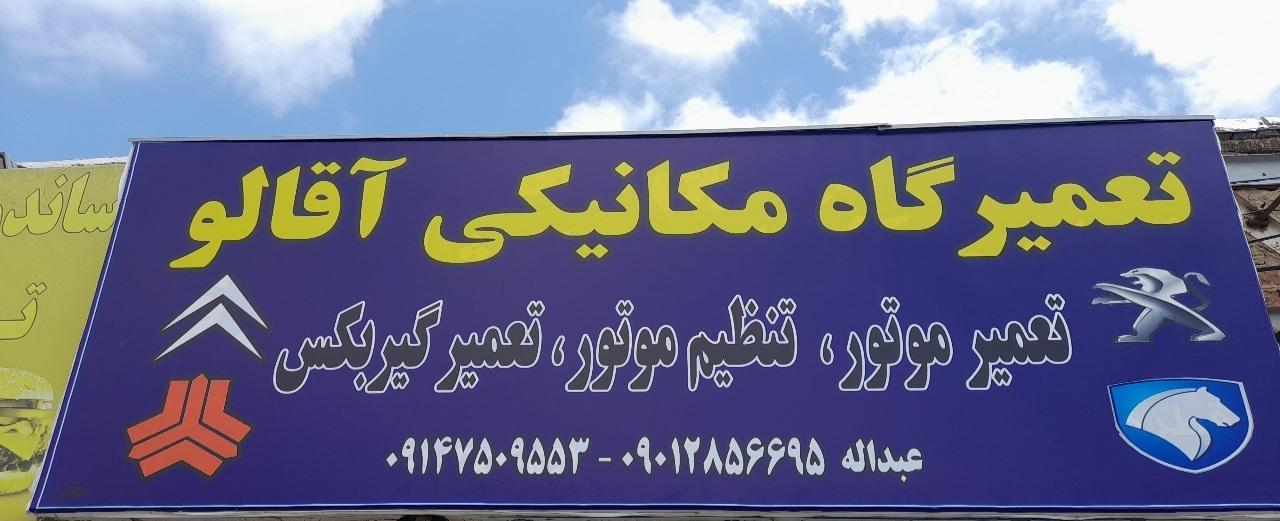 تعمیرگاه مکانیکی آقالو
تعمیر موتور، تنظیم موتور، تعمیر گیربکس
عبداله ۰۹۰۱۲۸۵۶۶۹۵ - ۰۹۱۴۷۵۰۹۵۵۳